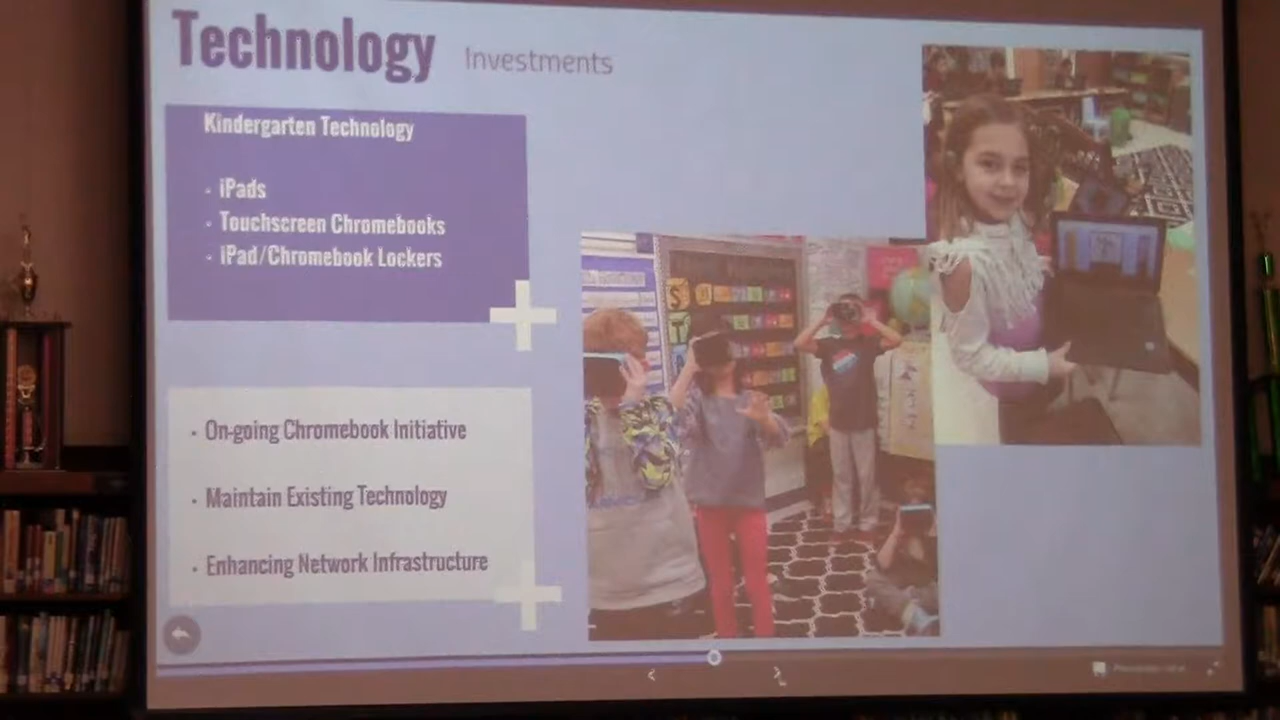 Technology Investments
Kindergarten Technology
· iPads
· Touchscreen Chromebooks
· iPad/Chromebook Lockers
· On-going Chromebook Initiative
· Maintain Existing Technology
· Enhancing Network Infrastructure